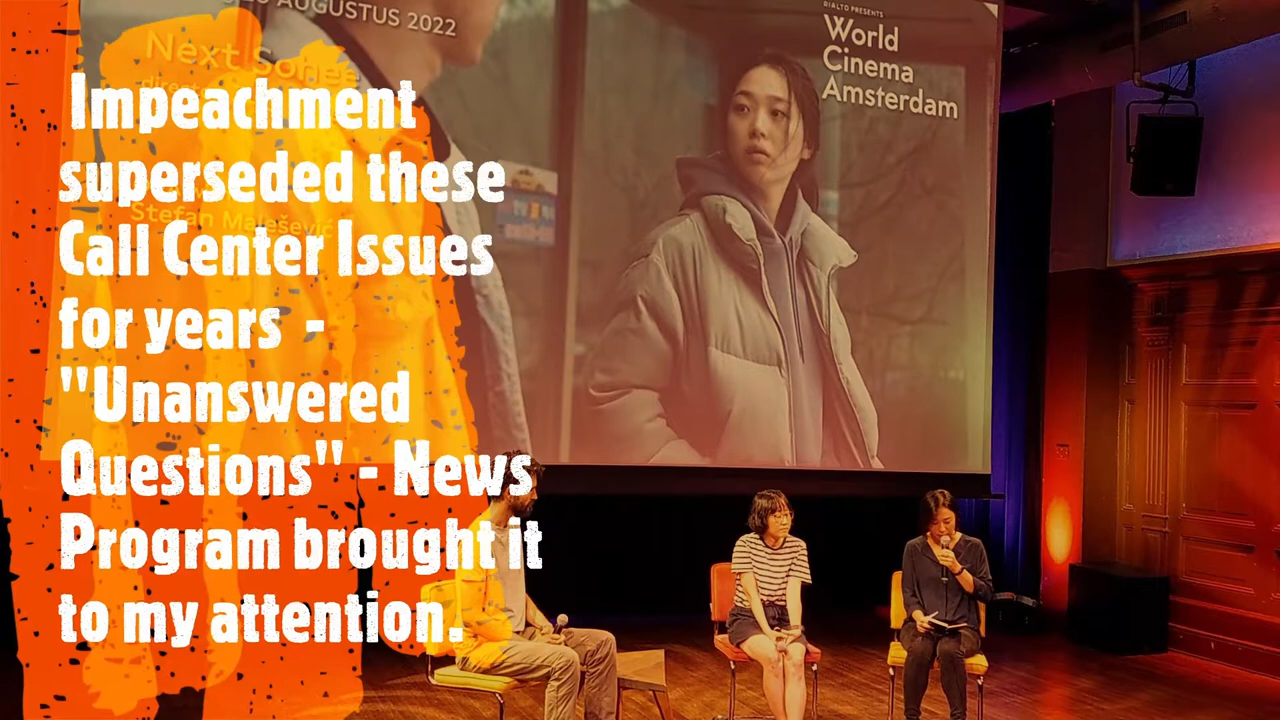 AUGUSTUS 2022
RIALTO PRESENTS
World
Cinema
Amsterdam
Next Sohee
Impeachment
superseded these
Call Center Issues
for years -
"Unanswered
Questions" - News
Program brought it
to my attention.
Stefan Malešević